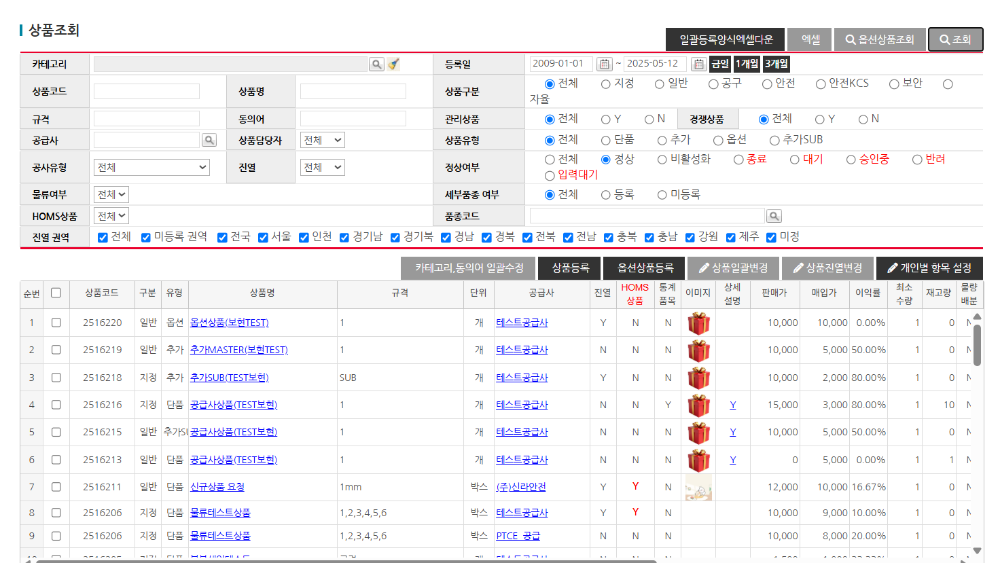 상품조회
일괄등록양식엑셀다운 엑셀 옵션상품조회 조회
카테고리 등록일 2009-01-01 ~ 2025-05-12 금일 1개월 3개월
상품코드 상품명 상품구분 전체 지정 일반 공구 안전 안전KCS 보안
자율
규격 동의어 관리상품 전체 Y N 경쟁상품 전체 Y N
공급사 상품담당자 전체 상품유형 전체 단품 추가 옵션 추가SUB
공사유형 전체 진열 전체 정상여부 전체 정상 비활성화 종료 대기 승인중 반려
입력대기
물류여부 전체 세부품종 여부 전체 등록 미등록
HOMS상품 전체 품종코드
진열 권역 전체 미등록 권역 전국 서울 인천 경기남 경기북 경남 경북 전북 전남 충북 충남 강원 제주 미정
카테고리,동의어 일괄수정 상품등록 옵션상품등록 상품일괄변경 상품진열변경 개인별 항목 설정
순번 상품코드 구분 유형 상품명 규격 단위 공급사 진열 HOMS 상품 통계 품목 이미지 상세 설명 판매가 매입가 이익률 최소 수량 재고량 물량 배분
1 2516220 일반 옵션 옵션상품(보현TEST) 1 개 테스트공급사 Y N N 10,000 10,000 0.00% 1 0 N
2 2516219 일반 추가 추가MASTER(보현TEST) 1 개 테스트공급사 N N N 10,000 5,000 50.00% 1 0 N
3 2516218 지정 추가 추가SUB(TEST보현) SUB 개 테스트공급사 Y N N 10,000 2,000 80.00% 1 0 N
4 2516216 지정 단품 공급사상품(TEST보현) 1 개 테스트공급사 N N Y Y 15,000 3,000 80.00% 1 10 N
5 2516215 일반 추가SU 공급사상품(TEST보현) 1 개 테스트공급사 N N N Y 10,000 5,000 50.00% 1 0 N
6 2516213 일반 단품 공급사상품(TEST보현) 1 개 테스트공급사 N N N Y 0 5,000 0.00% 1 1 N
7 2516211 일반 단품 신규상품 요청 1mm 박스 (주)신라안전 Y Y N 12,000 10,000 16.67% 1 0 N
8 2516206 지정 단품 물류테스트상품 1,2,3,4,5,6 박스 테스트공급사 Y Y N 10,000 9,000 10.00% 1 0 N
9 2516206 지정 단품 물류테스트상품 1,2,3,4,5,6 박스 PTCE_공급 N N N 10,000 8,000 20.00% 1 0 N